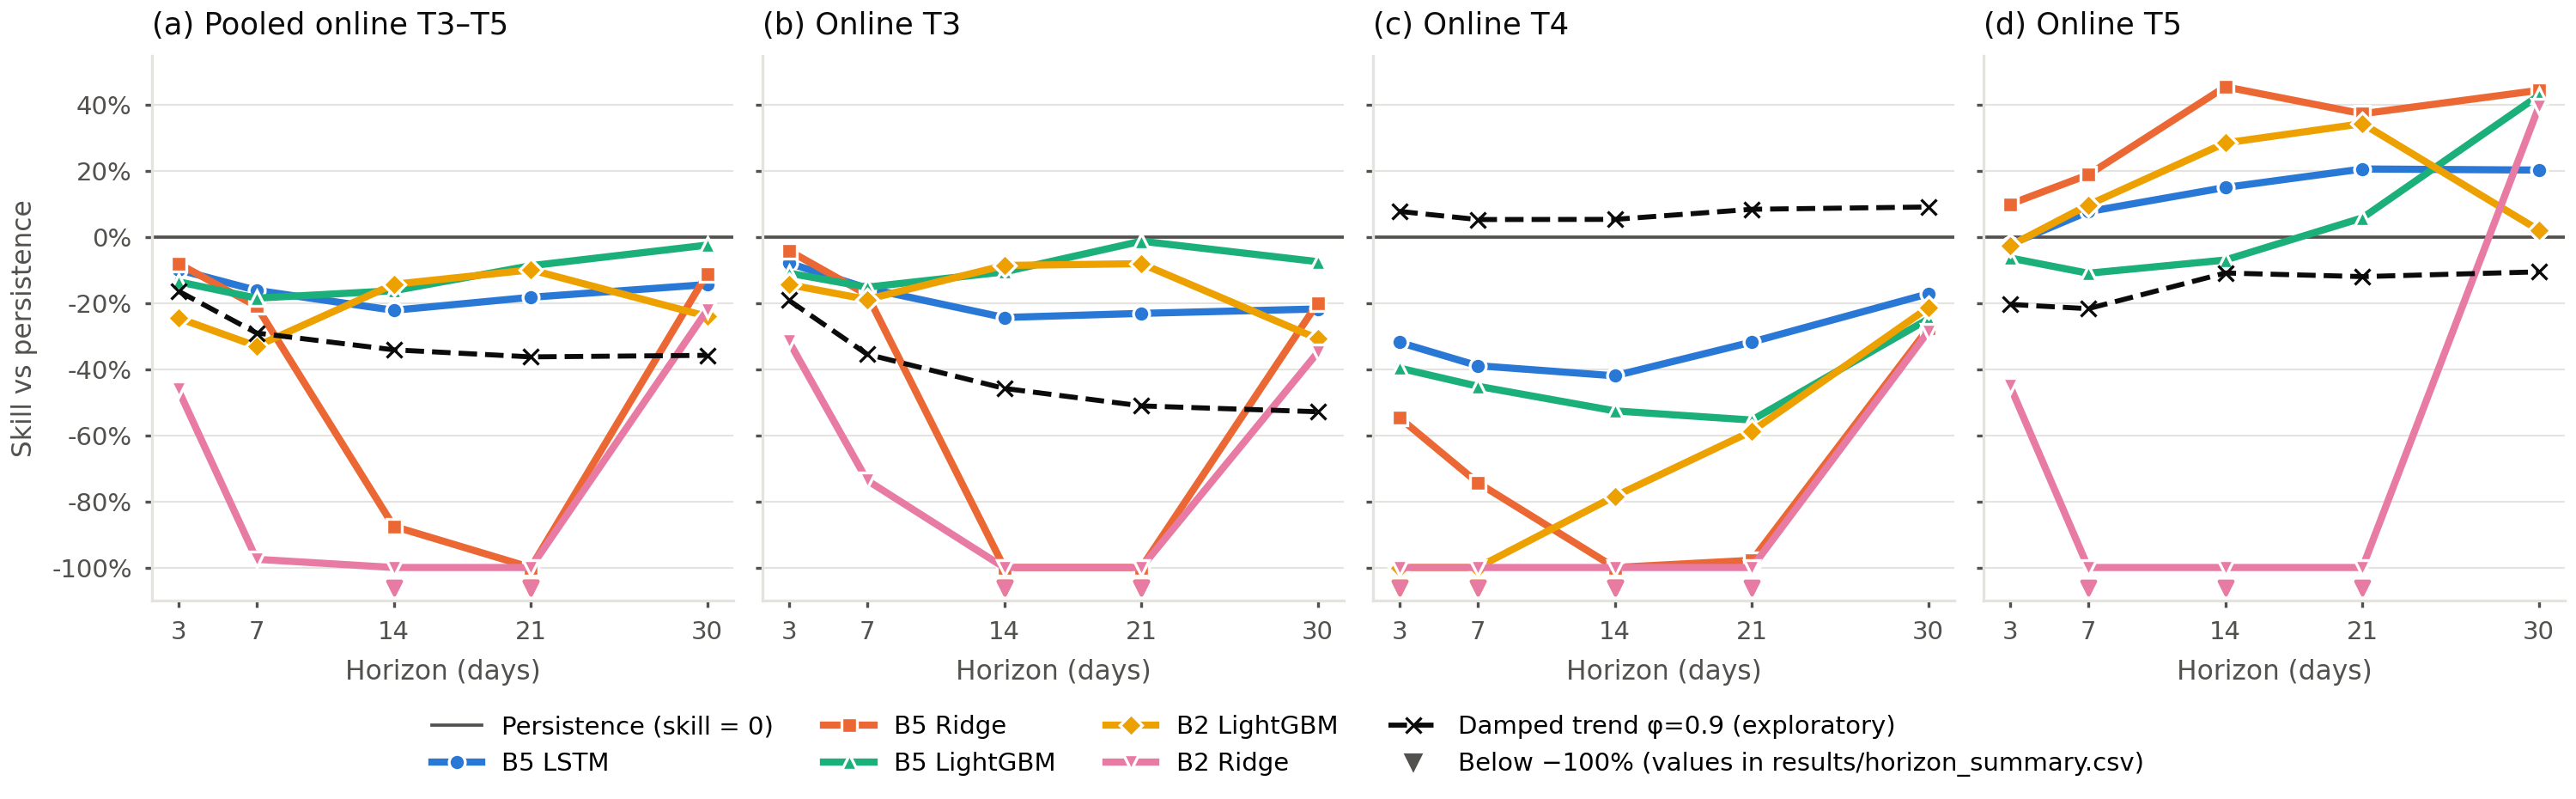 (a) Pooled online T3–T5
(b) Online T3
(c) Online T4
(d) Online T5
Skill vs persistence
40%
20%
0%
-20%
-40%
-60%
-80%
-100%
3 7 14 21 30
3 7 14 21 30
3 7 14 21 30
3 7 14 21 30
Horizon (days)
Horizon (days)
Horizon (days)
Horizon (days)
Persistence (skill = 0)
B5 LSTM
B5 Ridge
B5 LightGBM
B2 LightGBM
B2 Ridge
Damped trend φ=0.9 (exploratory)
Below −100% (values in results/horizon_summary.csv)